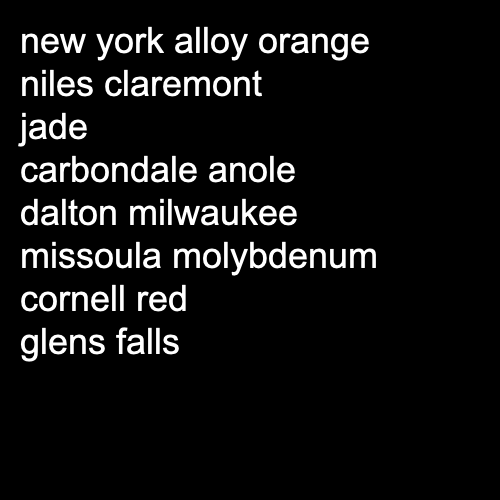 new york alloy orange
niles claremont
jade
carbondale anole
dalton milwaukee
missoula molybdenum
cornell red
glens falls